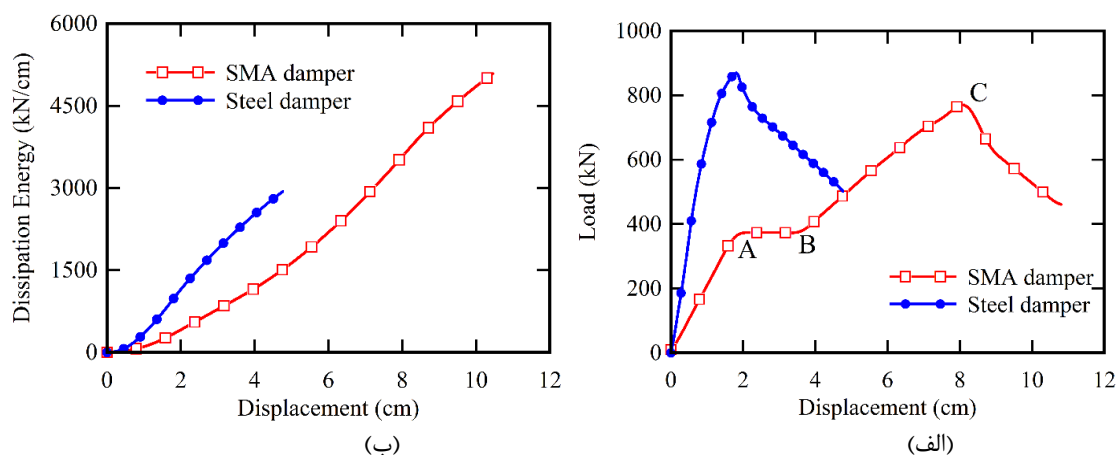 6000
4500
3000
1500
0
Dissipation Energy (kN/cm)
SMA damper
Steel damper
0 2 4 6 8 10 12
Displacement (cm)
(ب)
1000
800
600
400
200
0
Load (kN)
A
B
C
SMA damper
Steel damper
0 2 4 6 8 10 12
Displacement (cm)
(الف)